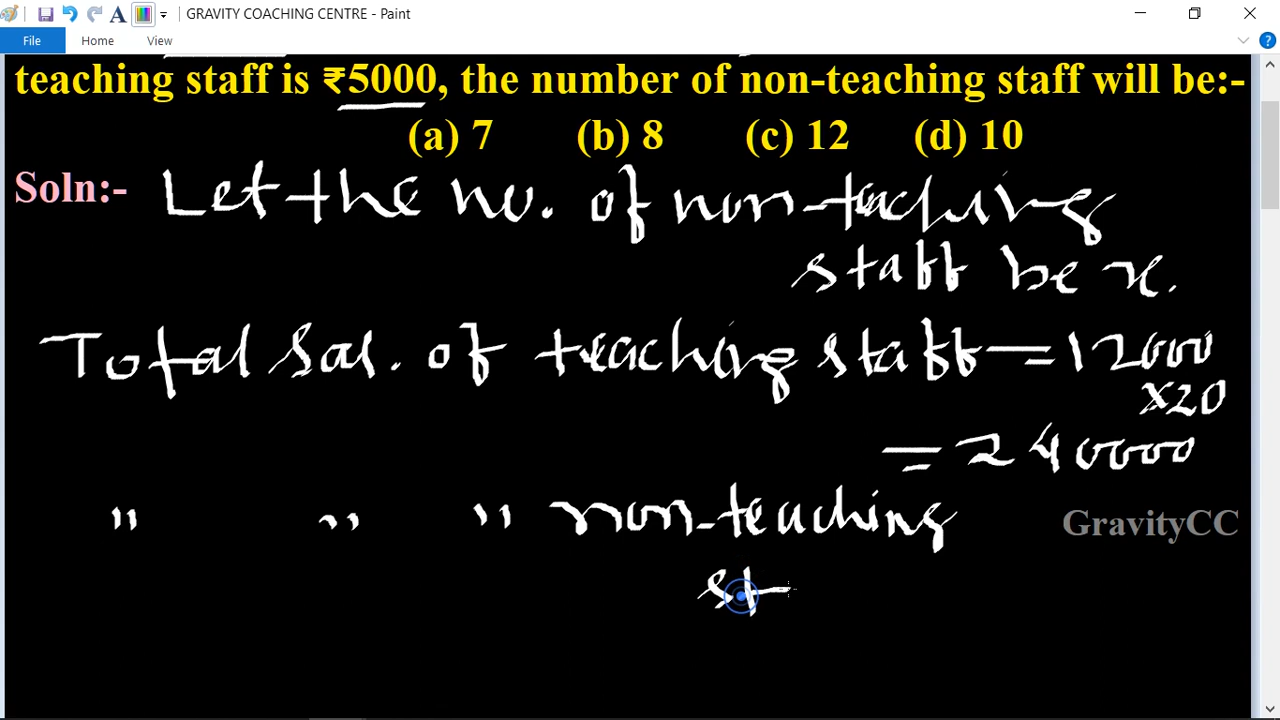 GRAVITY COACHING CENTRE - Paint
File Home View
teaching staff is ₹5000, the number of non-teaching staff will be:-
(a) 7 (b) 8 (c) 12 (d) 10
Soln:- Let the no. of non-teaching
staff be x.
Total sal. of teaching staff = 12000
×20
= 240000
" " " non-teaching
st
GravityCC